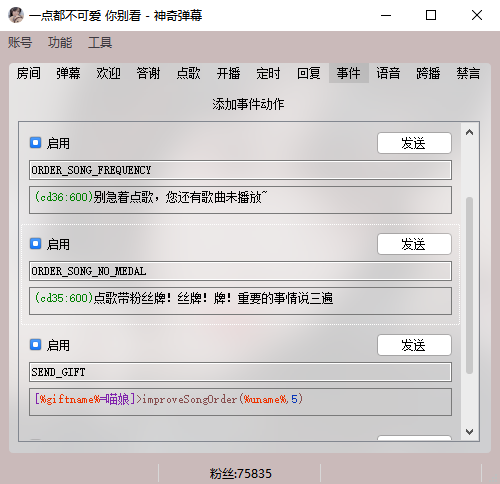 一点都不可爱 你别看 - 神奇弹幕
账号 功能 工具
房间 弹幕 欢迎 答谢 点歌 开播 定时 回复 事件 语音 跨播 禁言
添加事件动作
启用 发送
ORDER_SONG_FREQUENCY
(cd36:600)别急着点歌，您还有歌曲未播放~
启用 发送
ORDER_SONG_NO_MEDAL
(cd35:600)点歌带粉丝牌！丝牌！牌！重要的事情说三遍
启用 发送
SEND_GIFT
[%giftname%=喵娘]>improveSongOrder(%uname%,5)
粉丝:75835